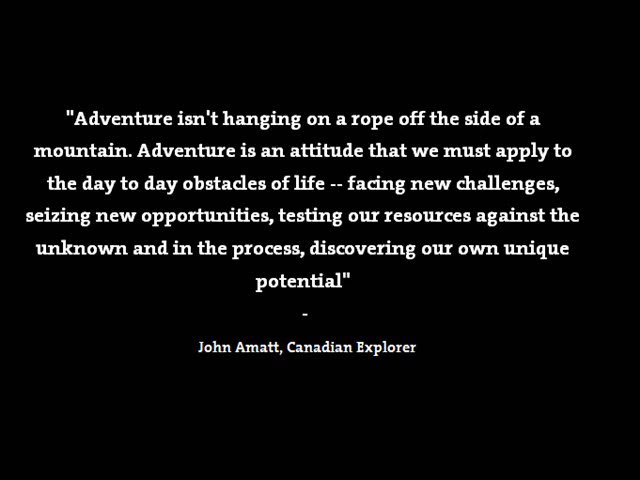 "Adventure isn't hanging on a rope off the side of a
mountain. Adventure is an attitude that we must apply to
the day to day obstacles of life -- facing new challenges,
seizing new opportunities, testing our resources against the
unknown and in the process, discovering our own unique
potential"
-
John Amatt, Canadian Explorer